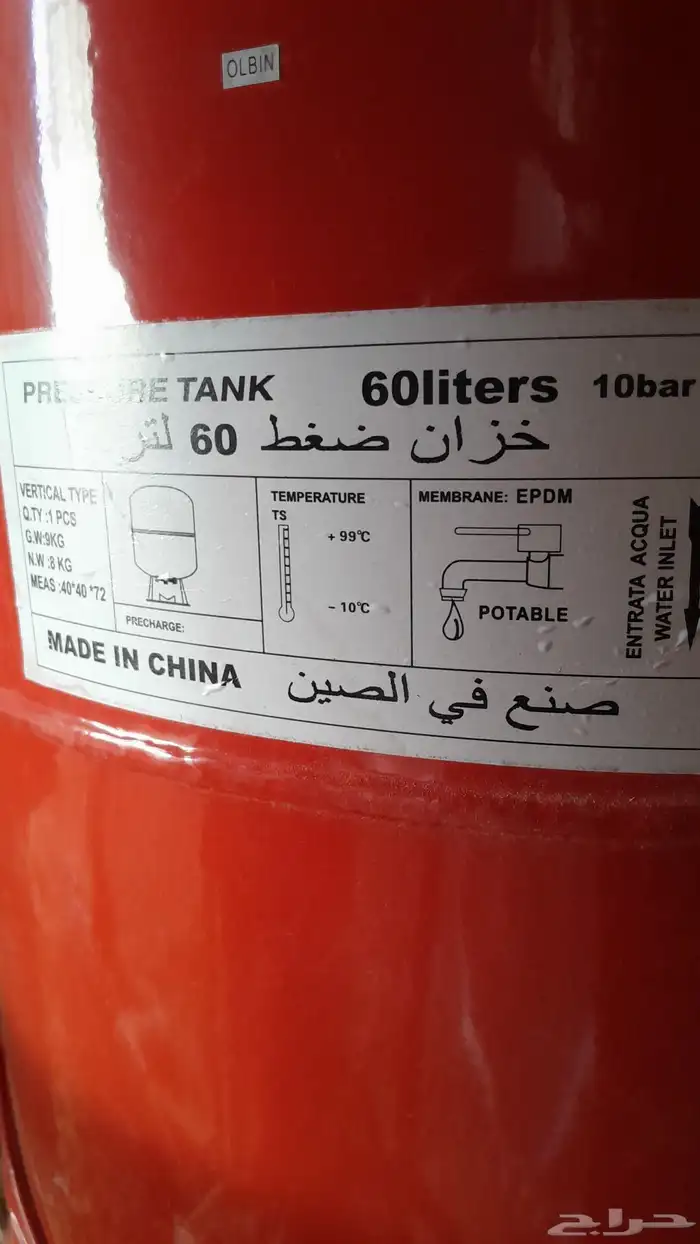 OLBIN
PRESSURE TANK 60liters 10bar
خزان ضغط 60 لتر
VERTICAL TYPE
Q.TY :1 PCS
G.W:9KG
N.W :8 KG
MEAS :40*40 *72
PRECHARGE:
TEMPERATURE
TS
+ 99℃
- 10℃
MEMBRANE: EPDM
POTABLE
ENTRATA ACQUA
WATER INLET
MADE IN CHINA صنع في الصين
حراج